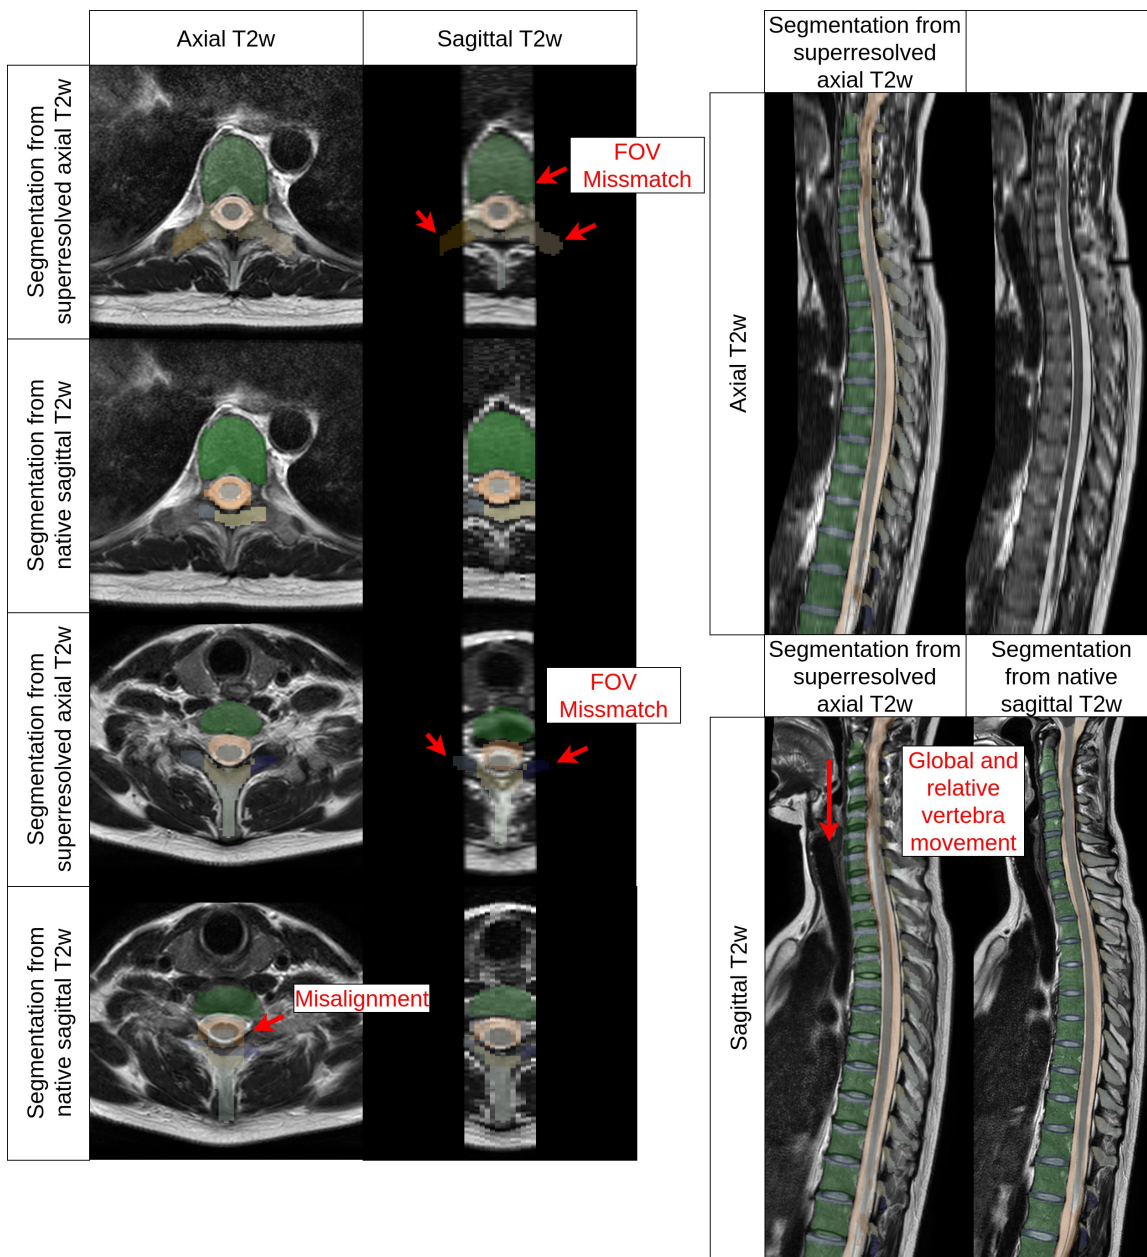 Axial T2w
Sagittal T2w
Segmentation from
superresolved axial T2w
FOV
Missmatch
Segmentation from
native sagittal T2w
Segmentation from
superresolved axial T2w
FOV
Missmatch
Segmentation from
native sagittal T2w
Misalignment
Segmentation from
superresolved
axial T2w
Axial T2w
Segmentation from
superresolved
axial T2w
Segmentation
from native
sagittal T2w
Sagittal T2w
Global and
relative
vertebra
movement